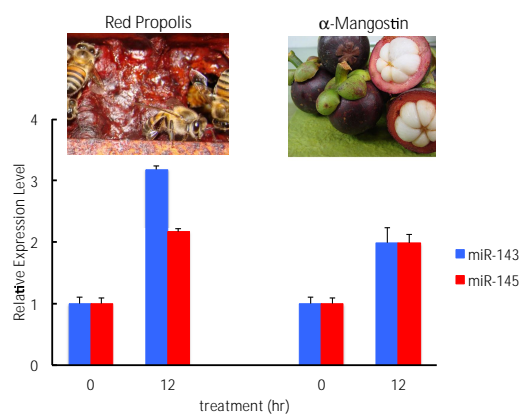 Red Propolis
α-Mangostin
Relative Expression Level
4
3
2
1
0
0
12
0
12
treatment (hr)
miR-143
miR-145